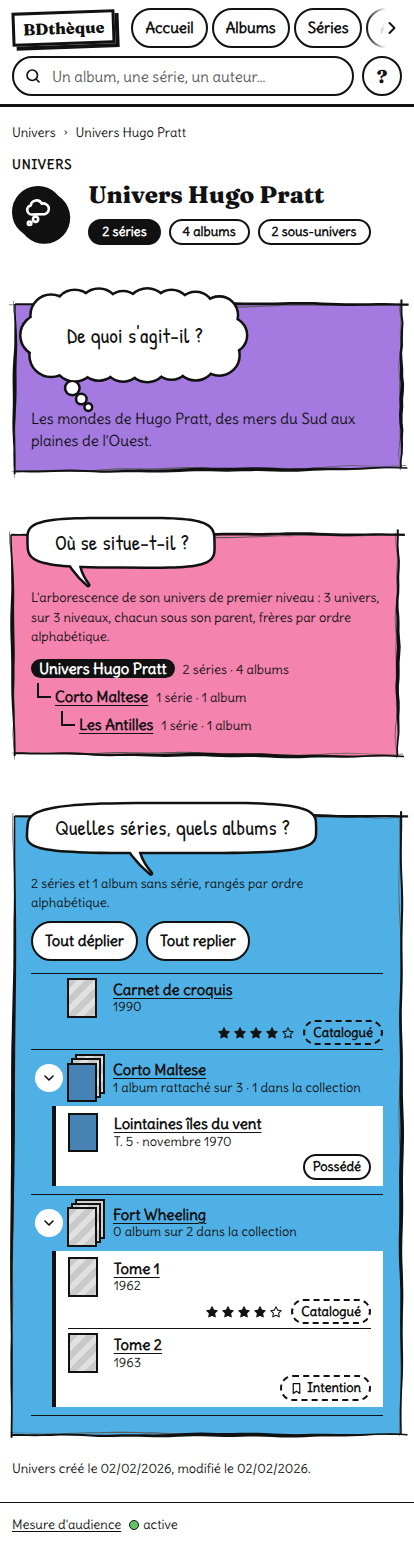 BDthèque
Accueil
Albums
Séries
Un album, une série, un auteur...
?
Univers › Univers Hugo Pratt
UNIVERS
Univers Hugo Pratt
2 séries
4 albums
2 sous-univers
De quoi s'agit-il ?
Les mondes de Hugo Pratt, des mers du Sud aux
plaines de l'Ouest.
Où se situe-t-il ?
L'arborescence de son univers de premier niveau : 3 univers,
sur 3 niveaux, chacun sous son parent, frères par ordre
alphabétique.
Univers Hugo Pratt 2 séries · 4 albums
Corto Maltese 1 série · 1 album
Les Antilles 1 série · 1 album
Quelles séries, quels albums ?
2 séries et 1 album sans série, rangés par ordre
alphabétique.
Tout déplier
Tout replier
Carnet de croquis
1990
Catalogué
Corto Maltese
1 album rattaché sur 3 · 1 dans la collection
Lointaines îles du vent
T. 5 · novembre 1970
Possédé
Fort Wheeling
0 album sur 2 dans la collection
Tome 1
1962
Catalogué
Tome 2
1963
Intention
Univers créé le 02/02/2026, modifié le 02/02/2026.
Mesure d'audience active